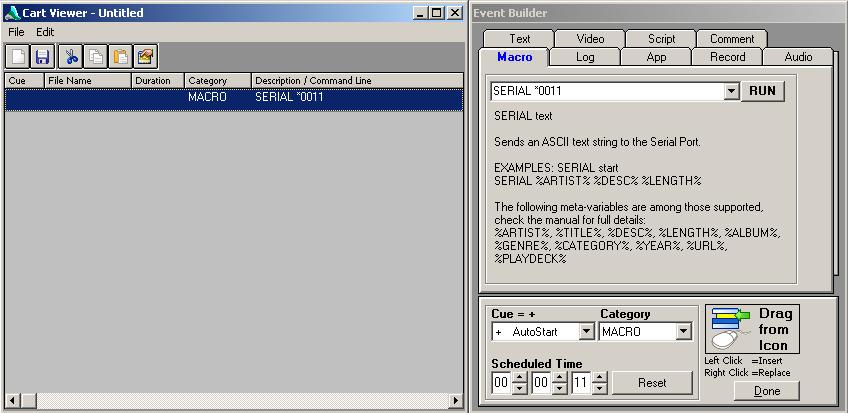 Cart Viewer - Untitled
File Edit
Cue File Name Duration Category Description / Command Line
MACRO SERIAL *0011
Event Builder
Text Video Script Comment
Macro Log App Record Audio
SERIAL *0011 RUN
SERIAL text
Sends an ASCII text string to the Serial Port.
EXAMPLES: SERIAL start
SERIAL %ARTIST% %DESC% %LENGTH%
The following meta-variables are among those supported,
check the manual for full details:
%ARTIST%, %TITLE%, %DESC%, %LENGTH%, %ALBUM%,
%GENRE%, %CATEGORY%, %YEAR%, %URL%,
%PLAYDECK%
Cue = + Category
+ AutoStart MACRO
Scheduled Time
00 00 11 Reset
Drag
from
Icon
Left Click =Insert
Right Click =Replace
Done